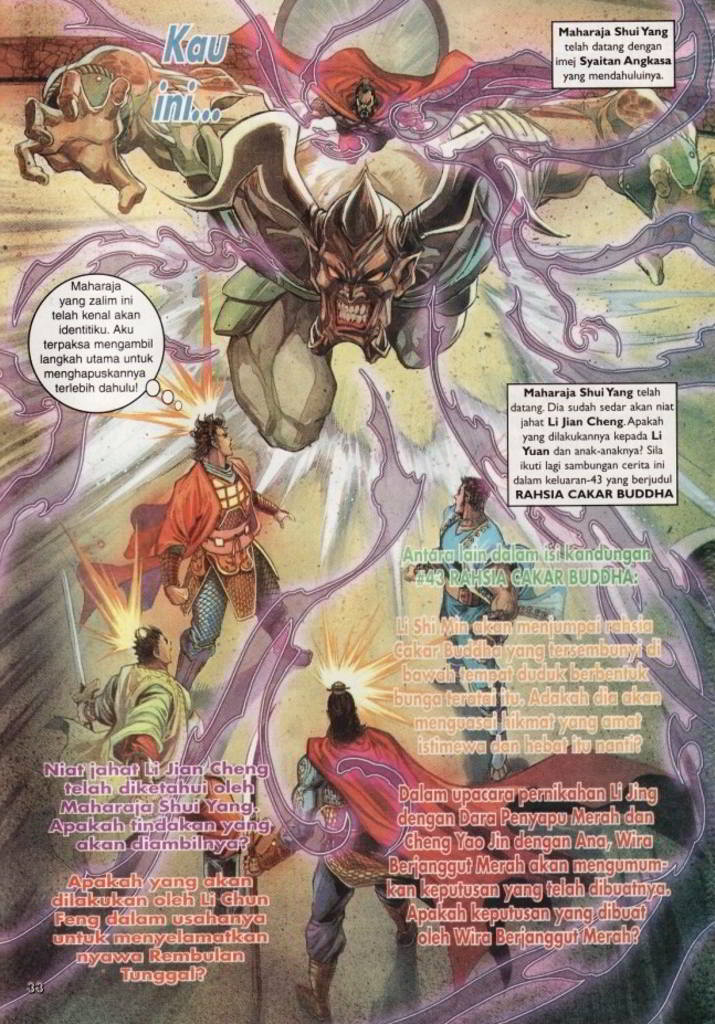 Kau
ini...
Maharaja Shui Yang
telah datang dengan
imej Syaitan Angkasa
yang mendahuluinya.
Maharaja
yang zalim ini
telah kenal akan
identitiku. Aku
terpaksa mengambil
langkah utama untuk
menghapuskannya
terlebih dahulu!
Maharaja Shui Yang telah
datang. Dia sudah sedar akan niat
jahat Li Jian Cheng. Apakah
yang dilakukannya kepada Li
Yuan dan anak-anaknya? Sila
ikuti lagi sambungan cerita ini
dalam keluaran-43 yang berjudul
RAHSIA CAKAR BUDDHA
Antara lain dalam isi kandungan
#43 RAHSIA CAKAR BUDDHA:
Li Shi Min akan menjumpai rahsia
Cakar Buddha yang tersembunyi di
bawah tempat duduk berbentuk
bunga teratai itu. Adakah dia akan
menguasai hikmat yang amat
istimewa dan hebat itu nanti?
Niat jahat Li Jian Cheng
telah diketahui oleh
Maharaja Shui Yang.
Apakah tindakan yang
akan diambilnya?
Dalam upacara pernikahan Li Jing
dengan Dara Penyapu Merah dan
Cheng Yao Jin dengan Ana, Wira
Berjanggut Merah akan mengumum-
kan keputusan yang telah dibuatnya.
Apakah keputusan yang dibuat
oleh Wira Berjanggut Merah?
Apakah yang akan
dilakukan oleh Li Chun
Feng dalam usahanya
untuk menyelamatkan
nyawa Rembulan
Tunggal?
33